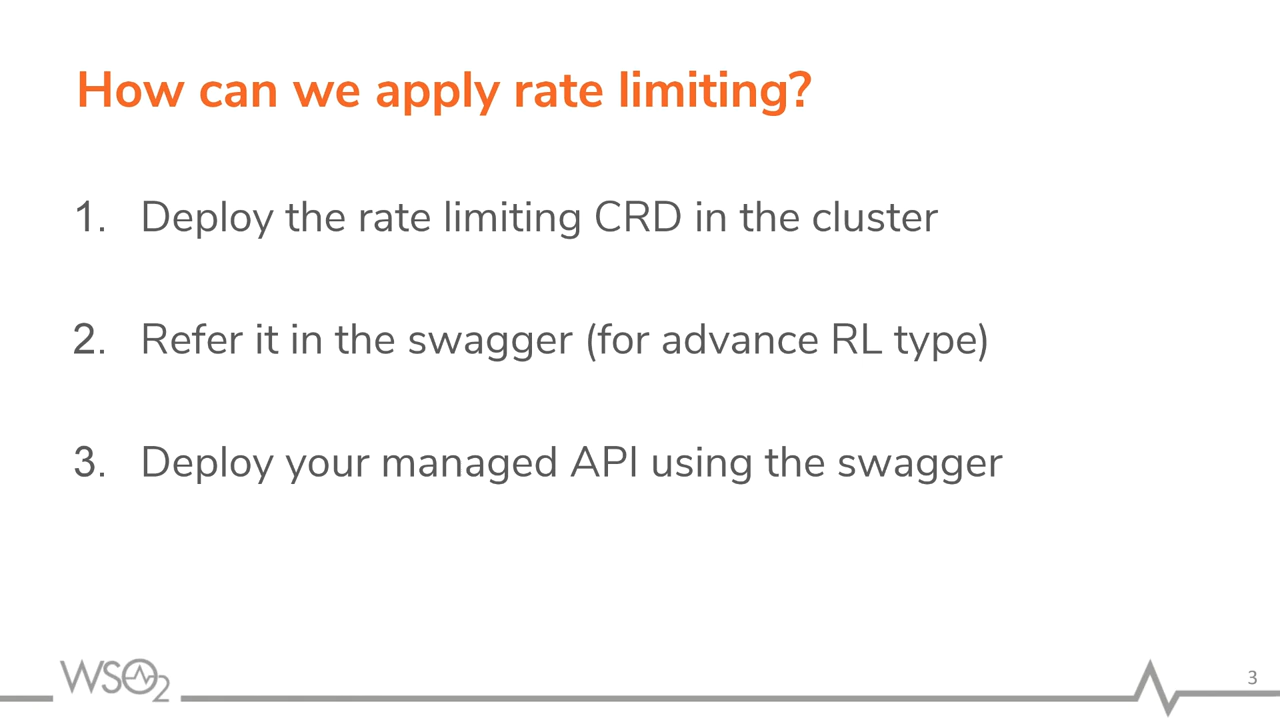 How can we apply rate limiting?
1. Deploy the rate limiting CRD in the cluster
2. Refer it in the swagger (for advance RL type)
3. Deploy your managed API using the swagger
WSO2
3